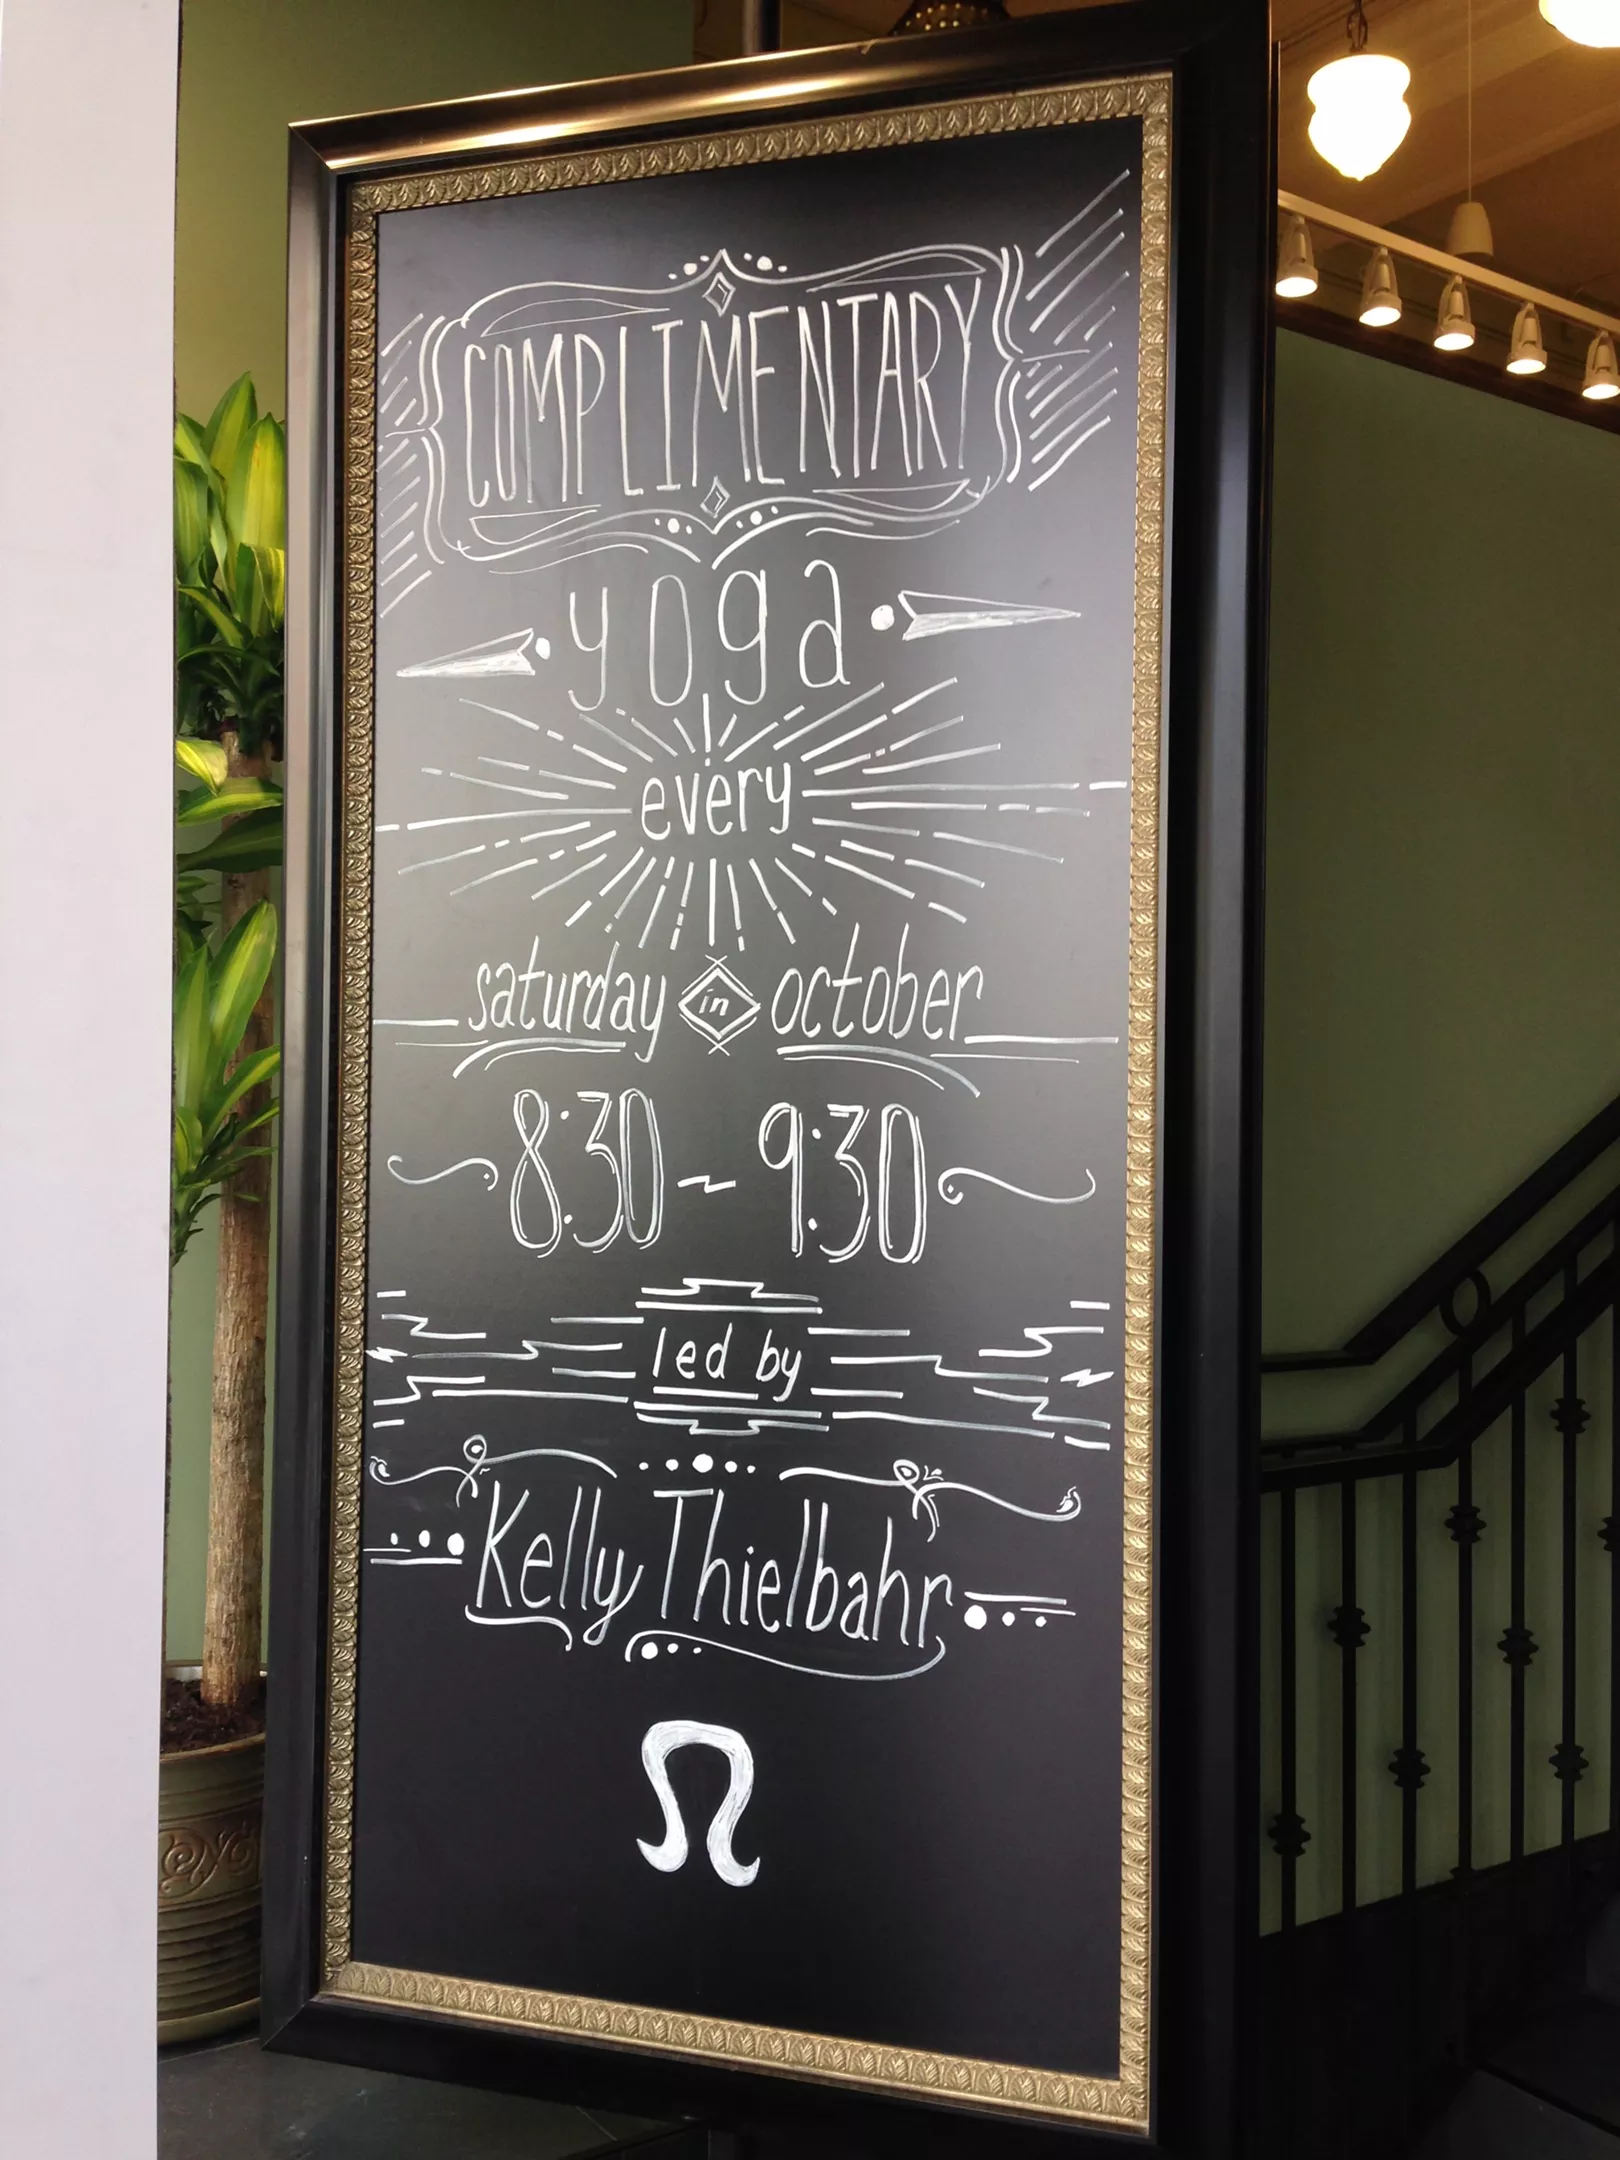 COMPLIMENTARY
yoga
every
saturday in october
8:30 ~ 9:30
led by
Kelly Thielbahr